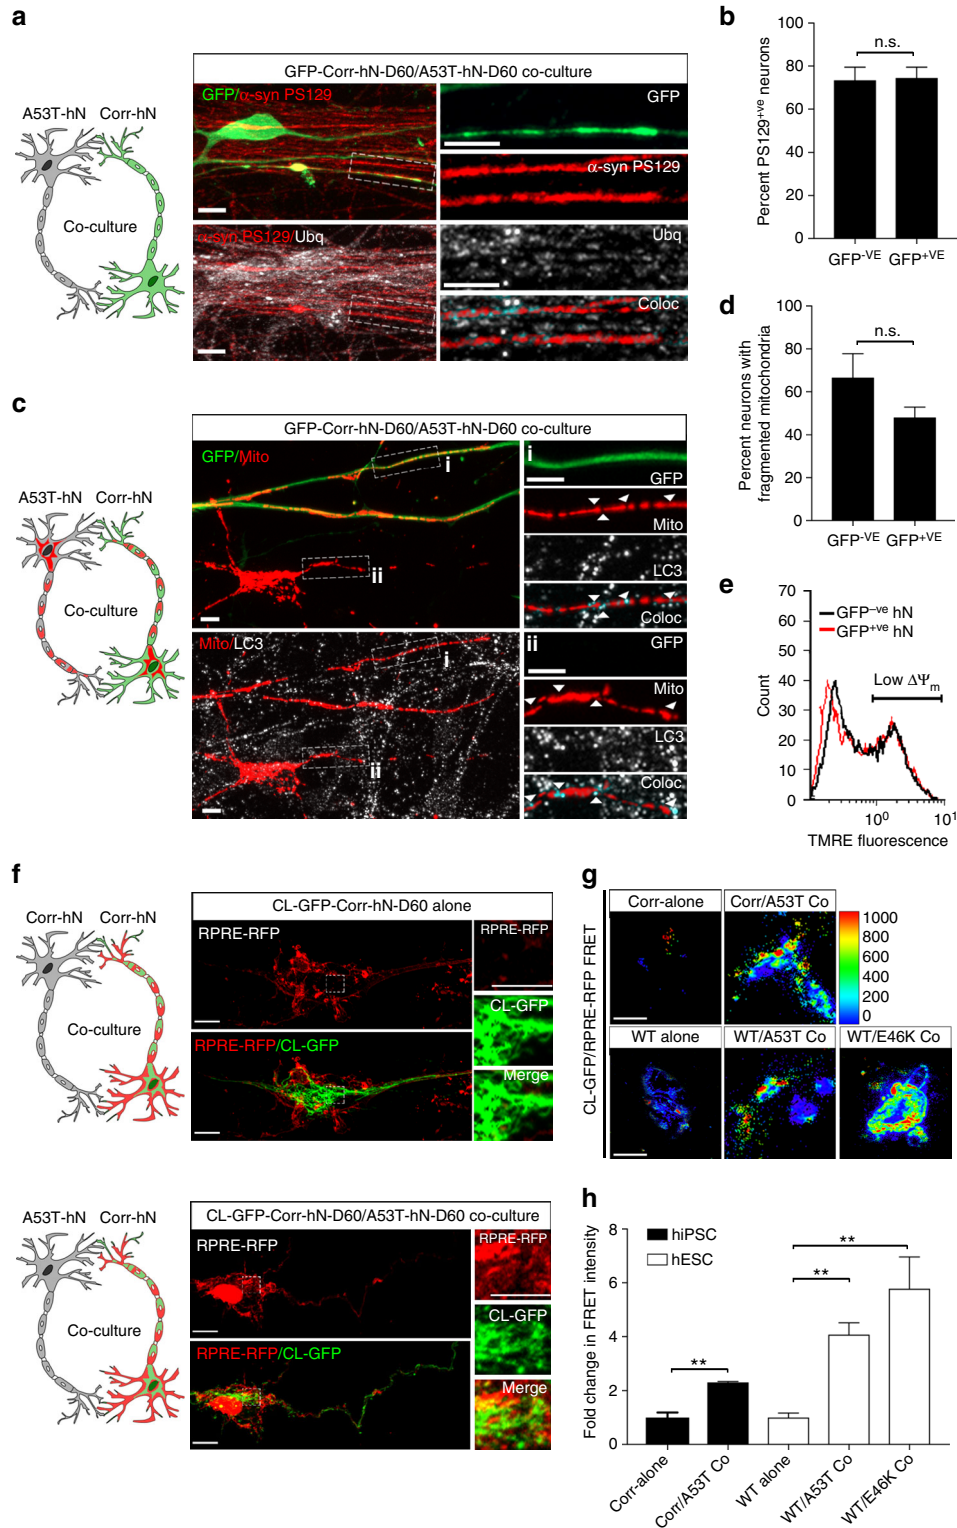 a
A53T-hN Corr-hN
Co-culture
GFP-Corr-hN-D60/A53T-hN-D60 co-culture
GFP/α-syn PS129
GFP
α-syn PS129
α-syn PS129/Ubq
Ubq
Coloc
b
Percent PS129+ve neurons
100
80
60
40
20
0
n.s.
GFP-VE GFP+VE
c
A53T-hN Corr-hN
Co-culture
GFP-Corr-hN-D60/A53T-hN-D60 co-culture
GFP/Mito
i
ii
i
GFP
Mito
LC3
Coloc
Mito/LC3
i
ii
ii
GFP
Mito
LC3
Coloc
d
Percent neurons with
fragmented mitochondria
100
80
60
40
20
0
n.s.
GFP-VE GFP+VE
e
Count
70
60
50
40
30
20
10
0
GFP-ve hN
GFP+ve hN
Low ΔΨm
10^0 10^1
TMRE fluorescence
f
Corr-hN Corr-hN
Co-culture
CL-GFP-Corr-hN-D60 alone
RPRE-RFP
RPRE-RFP
CL-GFP
RPRE-RFP/CL-GFP
Merge
A53T-hN Corr-hN
Co-culture
CL-GFP-Corr-hN-D60/A53T-hN-D60 co-culture
RPRE-RFP
RPRE-RFP
CL-GFP
RPRE-RFP/CL-GFP
Merge
g
CL-GFP/RPRE-RFP FRET
Corr-alone Corr/A53T Co
1000
800
600
400
200
0
WT alone WT/A53T Co WT/E46K Co
h
Fold change in FRET intensity
8
6
4
2
0
hiPSC
hESC
**
**
**
Corr-alone
Corr/A53T Co
WT alone
WT/A53T Co
WT/E46K Co